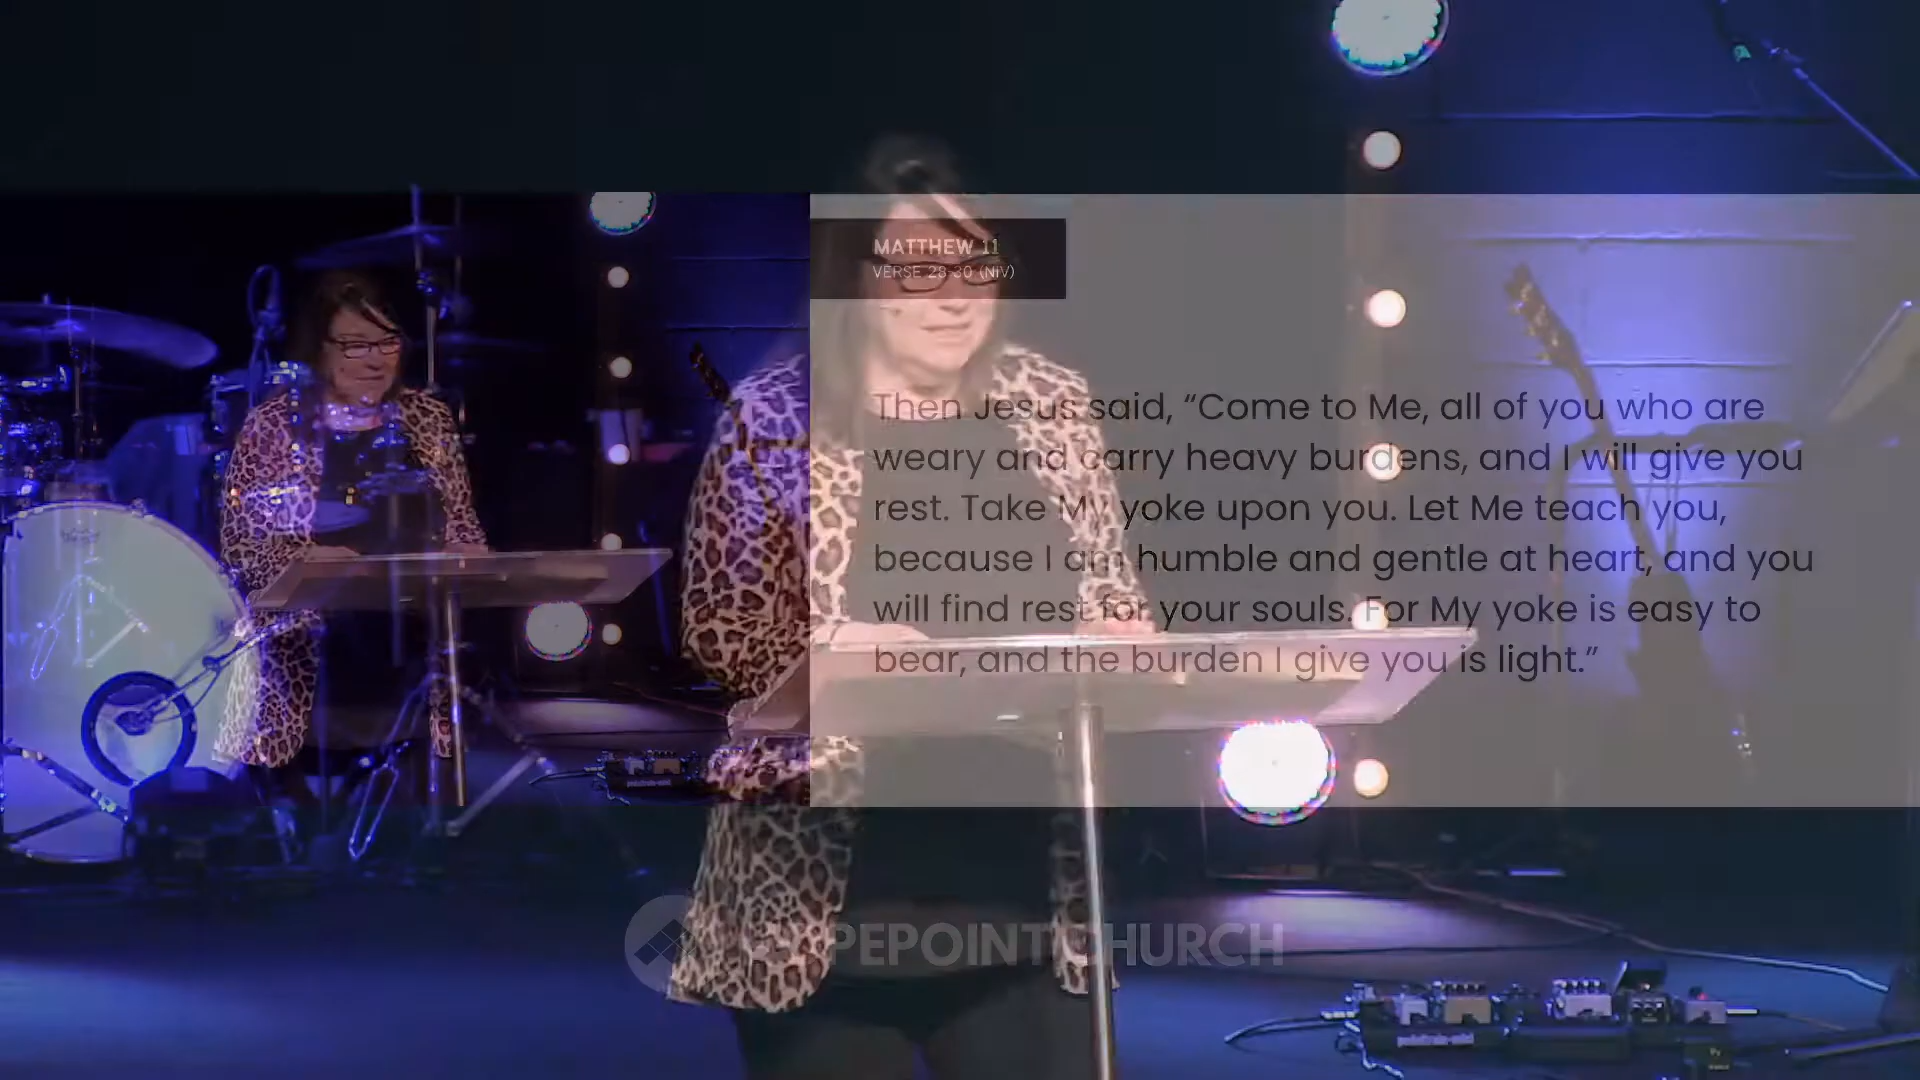 MATTHEW 11
VERSE 28-30 (NIV)
Then Jesus said, “Come to Me, all of you who are
weary and carry heavy burdens, and I will give you
rest. Take My yoke upon you. Let Me teach you,
because I am humble and gentle at heart, and you
will find rest for your souls. For My yoke is easy to
bear, and the burden I give you is light.”
PEPOINT CHURCH